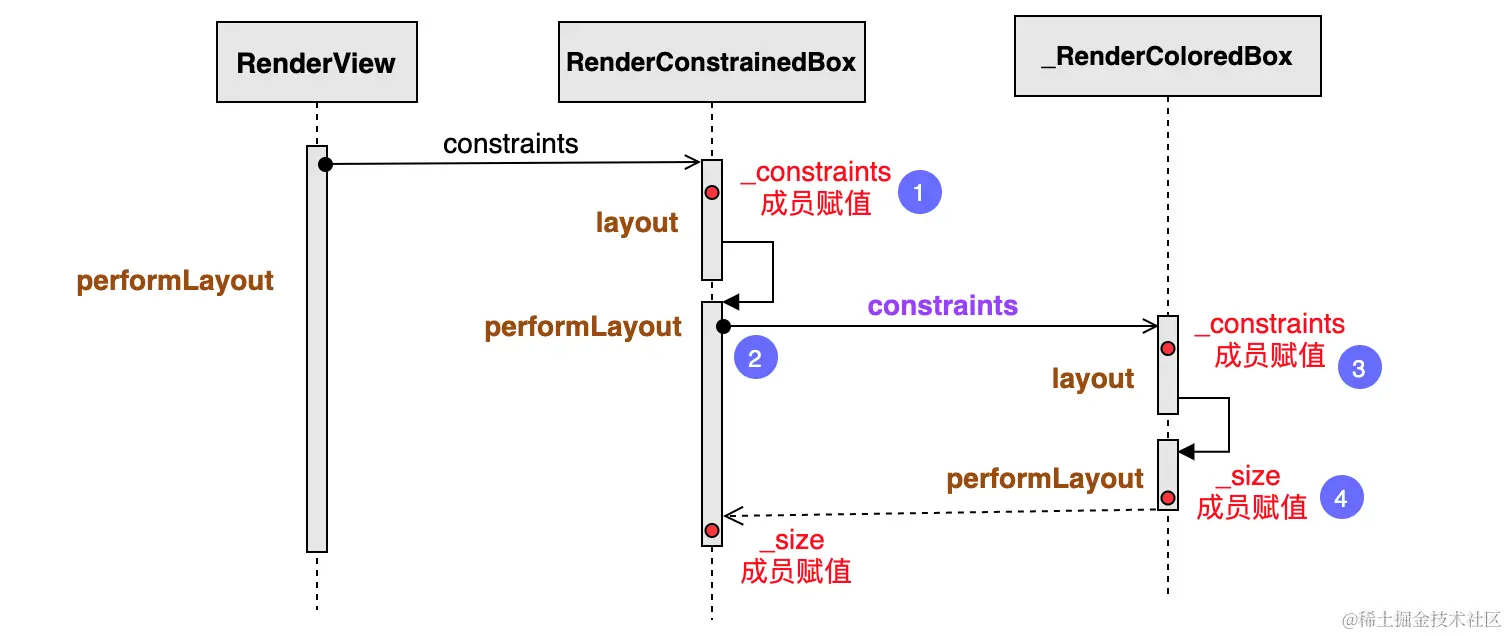 RenderView
RenderConstrainedBox
_RenderColoredBox
constraints
_constraints
成员赋值
1
layout
performLayout
constraints
performLayout
2
_constraints
成员赋值
3
layout
performLayout
_size
成员赋值
4
_size
成员赋值
@稀土掘金技术社区